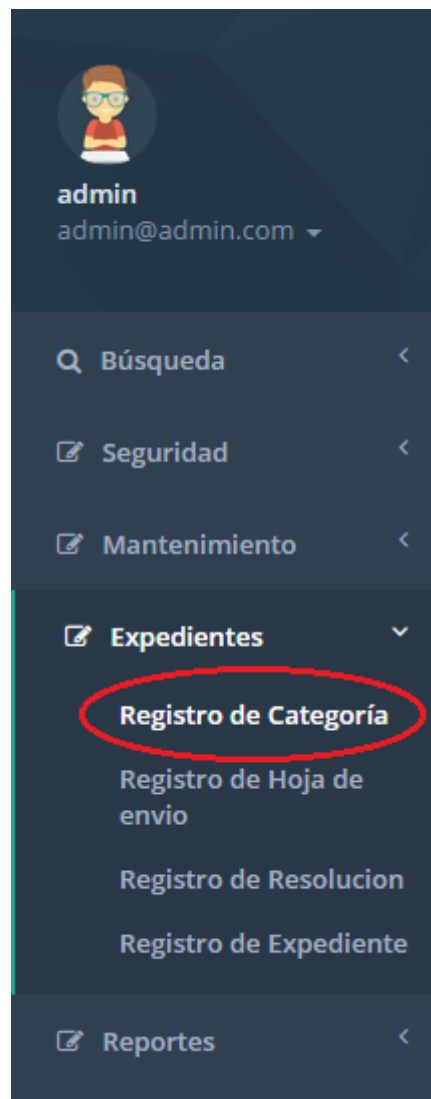 admin
admin@admin.com
Búsqueda
Seguridad
Mantenimiento
Expedientes
Registro de Categoría
Registro de Hoja de
envio
Registro de Resolucion
Registro de Expediente
Reportes